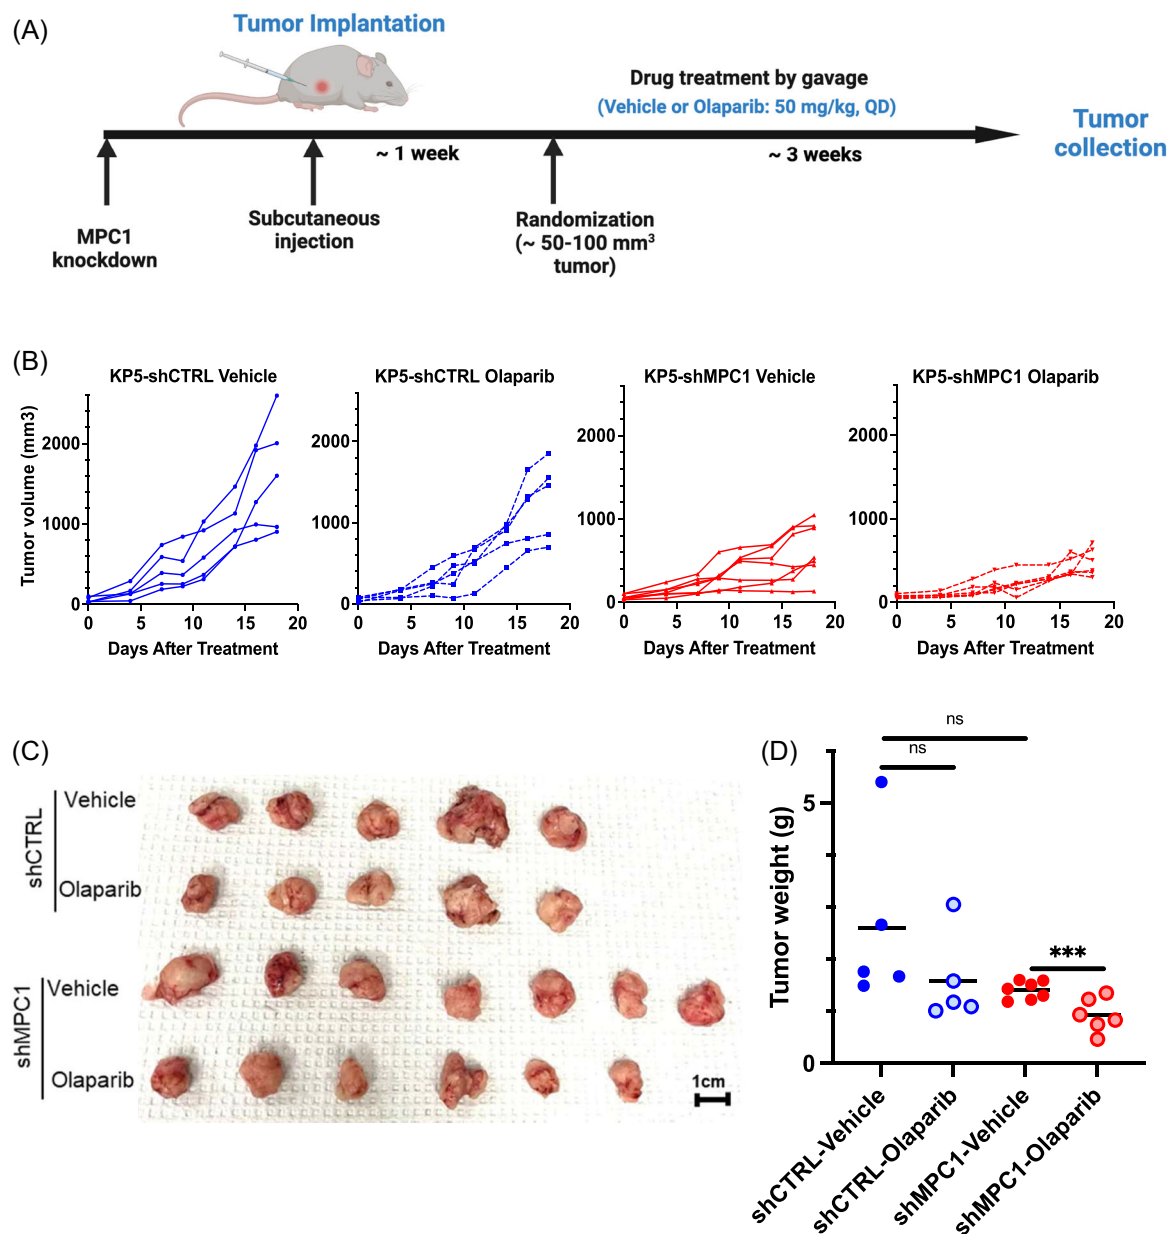 (A)
Tumor Implantation
Drug treatment by gavage
(Vehicle or Olaparib: 50 mg/kg, QD)
Tumor
collection
~ 1 week
~ 3 weeks
MPC1
knockdown
Subcutaneous
injection
Randomization
(~ 50-100 mm³
tumor)
(B)
KP5-shCTRL Vehicle
KP5-shCTRL Olaparib
KP5-shMPC1 Vehicle
KP5-shMPC1 Olaparib
Tumor volume (mm3)
2000
1000
0
0 5 10 15 20
Days After Treatment
2000
1000
0
0 5 10 15 20
Days After Treatment
2000
1000
0
0 5 10 15 20
Days After Treatment
2000
1000
0
0 5 10 15 20
Days After Treatment
(C)
shCTRL
Vehicle
Olaparib
shMPC1
Vehicle
Olaparib
1cm
(D)
ns
ns
***
Tumor weight (g)
5
0
shCTRL-Vehicle
shCTRL-Olaparib
shMPC1-Vehicle
shMPC1-Olaparib